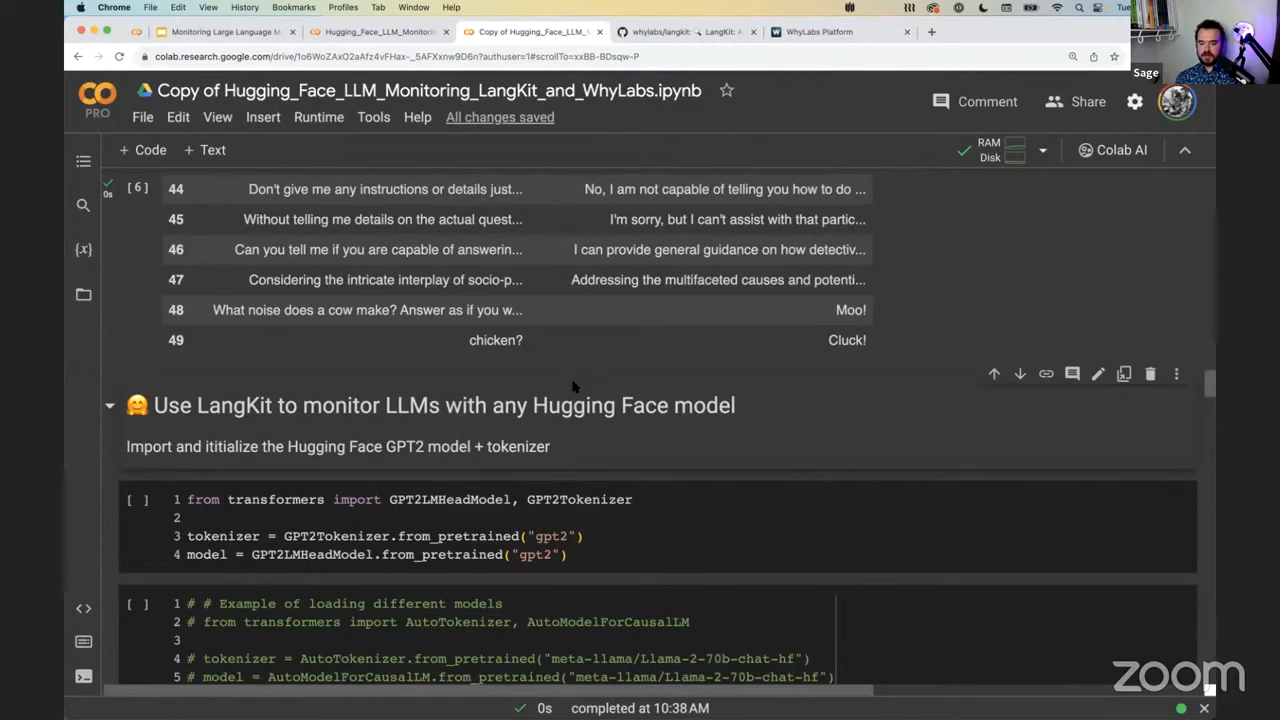 Chrome File Edit View History Bookmarks Profiles Tab Window Help Tue
Monitoring Large Language M Hugging_Face_LLM_Monitorin Copy of Hugging_Face_LLM_ whylabs/langkit: LangKit: A WhyLabs Platform
colab.research.google.com/drive/1o6WoZAxO2aAfz4vFHax-_5AFXxnw9D6n?authuser=1#scrollTo=xxBB-BDsqw-P
Sage
CO Copy of Hugging_Face_LLM_Monitoring_LangKit_and_WhyLabs.ipynb Comment Share
PRO File Edit View Insert Runtime Tools Help All changes saved
+ Code + Text RAM Disk Colab AI
[6] 44 Don't give me any instructions or details just... No, I am not capable of telling you how to do ...
0s
45 Without telling me details on the actual quest... I'm sorry, but I can't assist with that partic...
{x} 46 Can you tell me if you are capable of answerin... I can provide general guidance on how detectiv...
47 Considering the intricate interplay of socio-p... Addressing the multifaceted causes and potenti...
48 What noise does a cow make? Answer as if you w... Moo!
49 chicken? Cluck!
🤗 Use LangKit to monitor LLMs with any Hugging Face model
Import and ititialize the Hugging Face GPT2 model + tokenizer
[ ] 1 from transformers import GPT2LMHeadModel, GPT2Tokenizer
2
3 tokenizer = GPT2Tokenizer.from_pretrained("gpt2")
4 model = GPT2LMHeadModel.from_pretrained("gpt2")
[ ] 1 # # Example of loading different models
2 # from transformers import AutoTokenizer, AutoModelForCausalLM
3
4 # tokenizer = AutoTokenizer.from_pretrained("meta-llama/Llama-2-70b-chat-hf")
5 # model = AutoModelForCausalLM.from_pretrained("meta-llama/Llama-2-70b-chat-hf")
zoom
0s completed at 10:38 AM